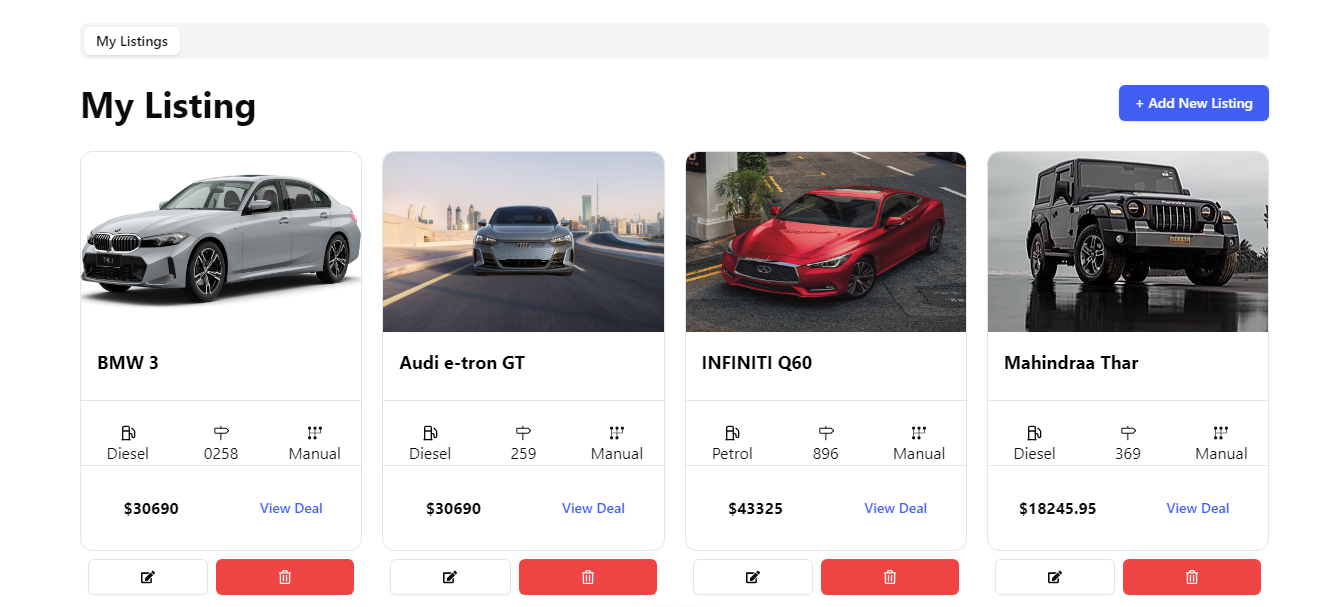 My Listings
My Listing
+ Add New Listing
BMW 3
Audi e-tron GT
INFINITI Q60
Mahindraa Thar
Diesel 0258 Manual
Diesel 259 Manual
Petrol 896 Manual
Diesel 369 Manual
$30690 View Deal
$30690 View Deal
$43325 View Deal
$18245.95 View Deal